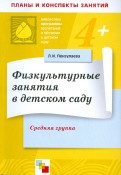 ПЛАНЫ И КОНСПЕКТЫ ЗАНЯТИЙ
4+
Л.И. Пензулаева
Физкультурные
занятия
в детском саду
Средняя группа